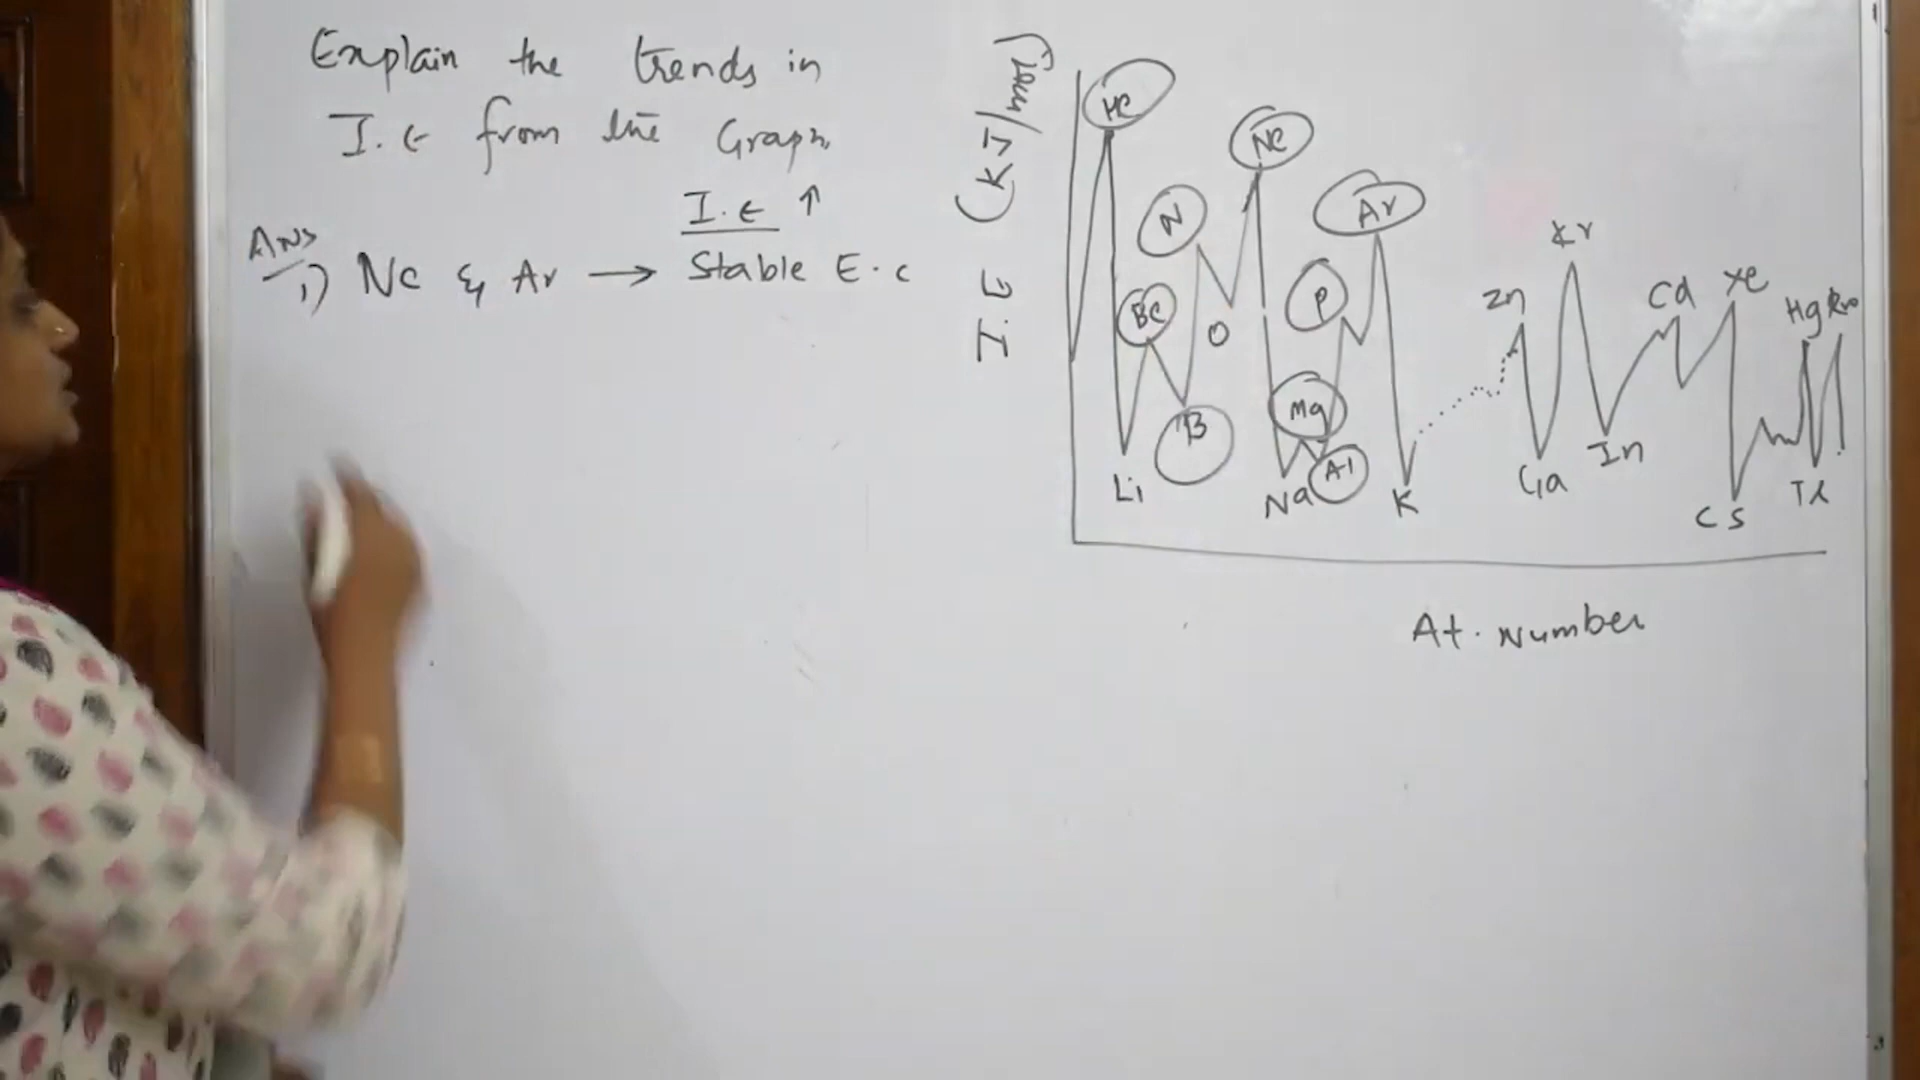 Explain the trends in
I.E from the Graph.
I.E ↑
Ans
1) Ne & Ar → Stable E.C
I.E (KJ/mol)
He
Ne
N
Ar
Be
P
O
Mg
B
Al
Li
Na
K
Kr
Zn
Cd
Xe
Hg
Rn
Ga
In
Cs
Tl
At. Number